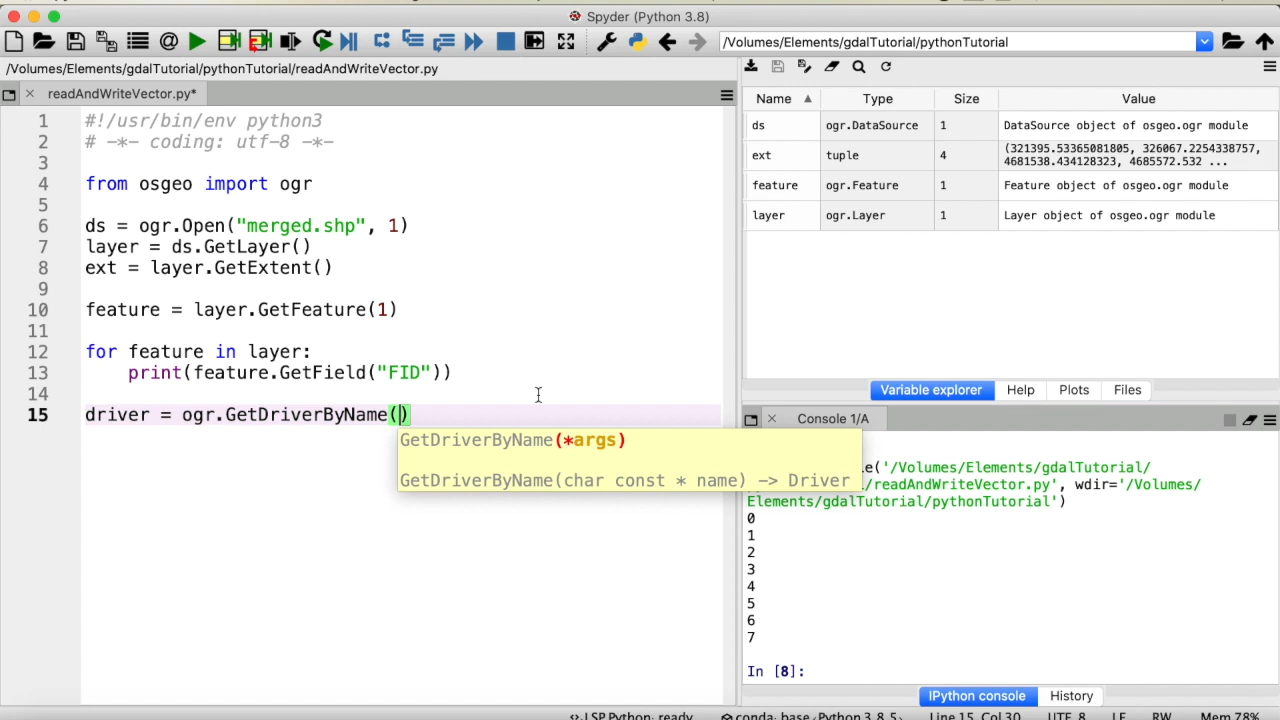 Spyder (Python 3.8)
/Volumes/Elements/gdalTutorial/pythonTutorial
/Volumes/Elements/gdalTutorial/pythonTutorial/readAndWriteVector.py
readAndWriteVector.py*
1 #!/usr/bin/env python3
2 # -*- coding: utf-8 -*-
3
4 from osgeo import ogr
5
6 ds = ogr.Open("merged.shp", 1)
7 layer = ds.GetLayer()
8 ext = layer.GetExtent()
9
10 feature = layer.GetFeature(1)
11
12 for feature in layer:
13 print(feature.GetField("FID"))
14
15 driver = ogr.GetDriverByName()
GetDriverByName(*args)
GetDriverByName(char const * name) -> Driver
Name Type Size Value
ds ogr.DataSource 1 DataSource object of osgeo.ogr module
ext tuple 4 (321395.53365081805, 326067.2254338757,
4681538.434128323, 4685572.532 ...
feature ogr.Feature 1 Feature object of osgeo.ogr module
layer ogr.Layer 1 Layer object of osgeo.ogr module
Variable explorer Help Plots Files
Console 1/A
e('/Volumes/Elements/gdalTutorial/
/readAndWriteVector.py', wdir='/Volumes/
Elements/gdalTutorial/pythonTutorial')
0
1
2
3
4
5
6
7
In [8]:
IPython console History
LSP Python: ready conda: base (Python 3.8.5) Line 15, Col 30 UTF-8 LF RW Mem 78%